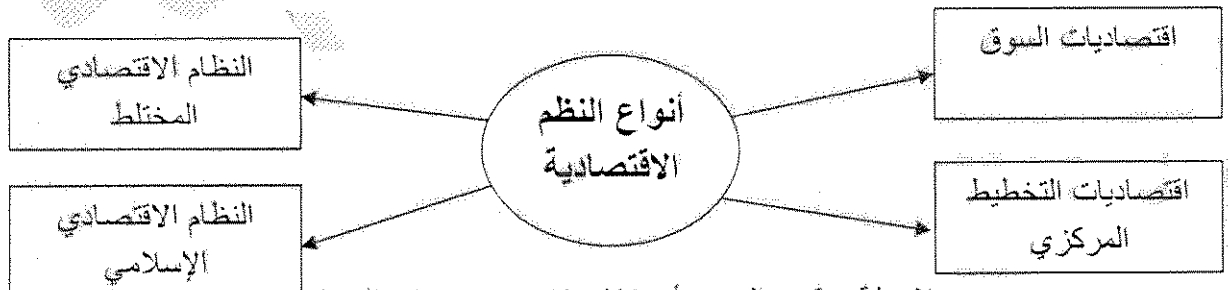 اقتصاديات السوق
النظام الاقتصادي
المختلط
أنواع النظم
الاقتصادية
اقتصاديات التخطيط
المركزي
النظام الاقتصادي
الإسلامي